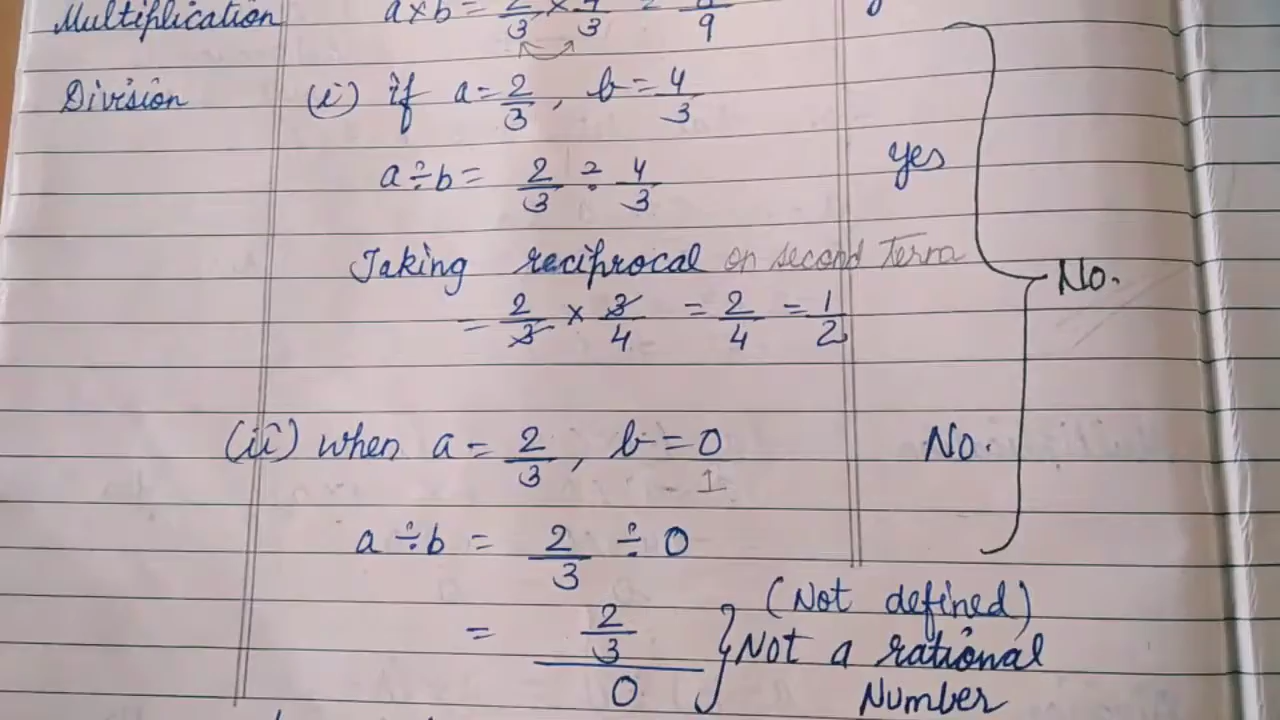 Multiplication a×b = 2/3 × 4/3 = 9
Division (i) if a = 2/3, b = 4/3
a÷b = 2/3 ÷ 4/3
Yes
Taking reciprocal on second Term
No.
= 2/3 × 3/4 = 2/4 = 1/2
(ii) when a = 2/3, b = 0/1 No.
a÷b = 2/3 ÷ 0
(Not defined)
= 2/3/0 } Not a rational
Number